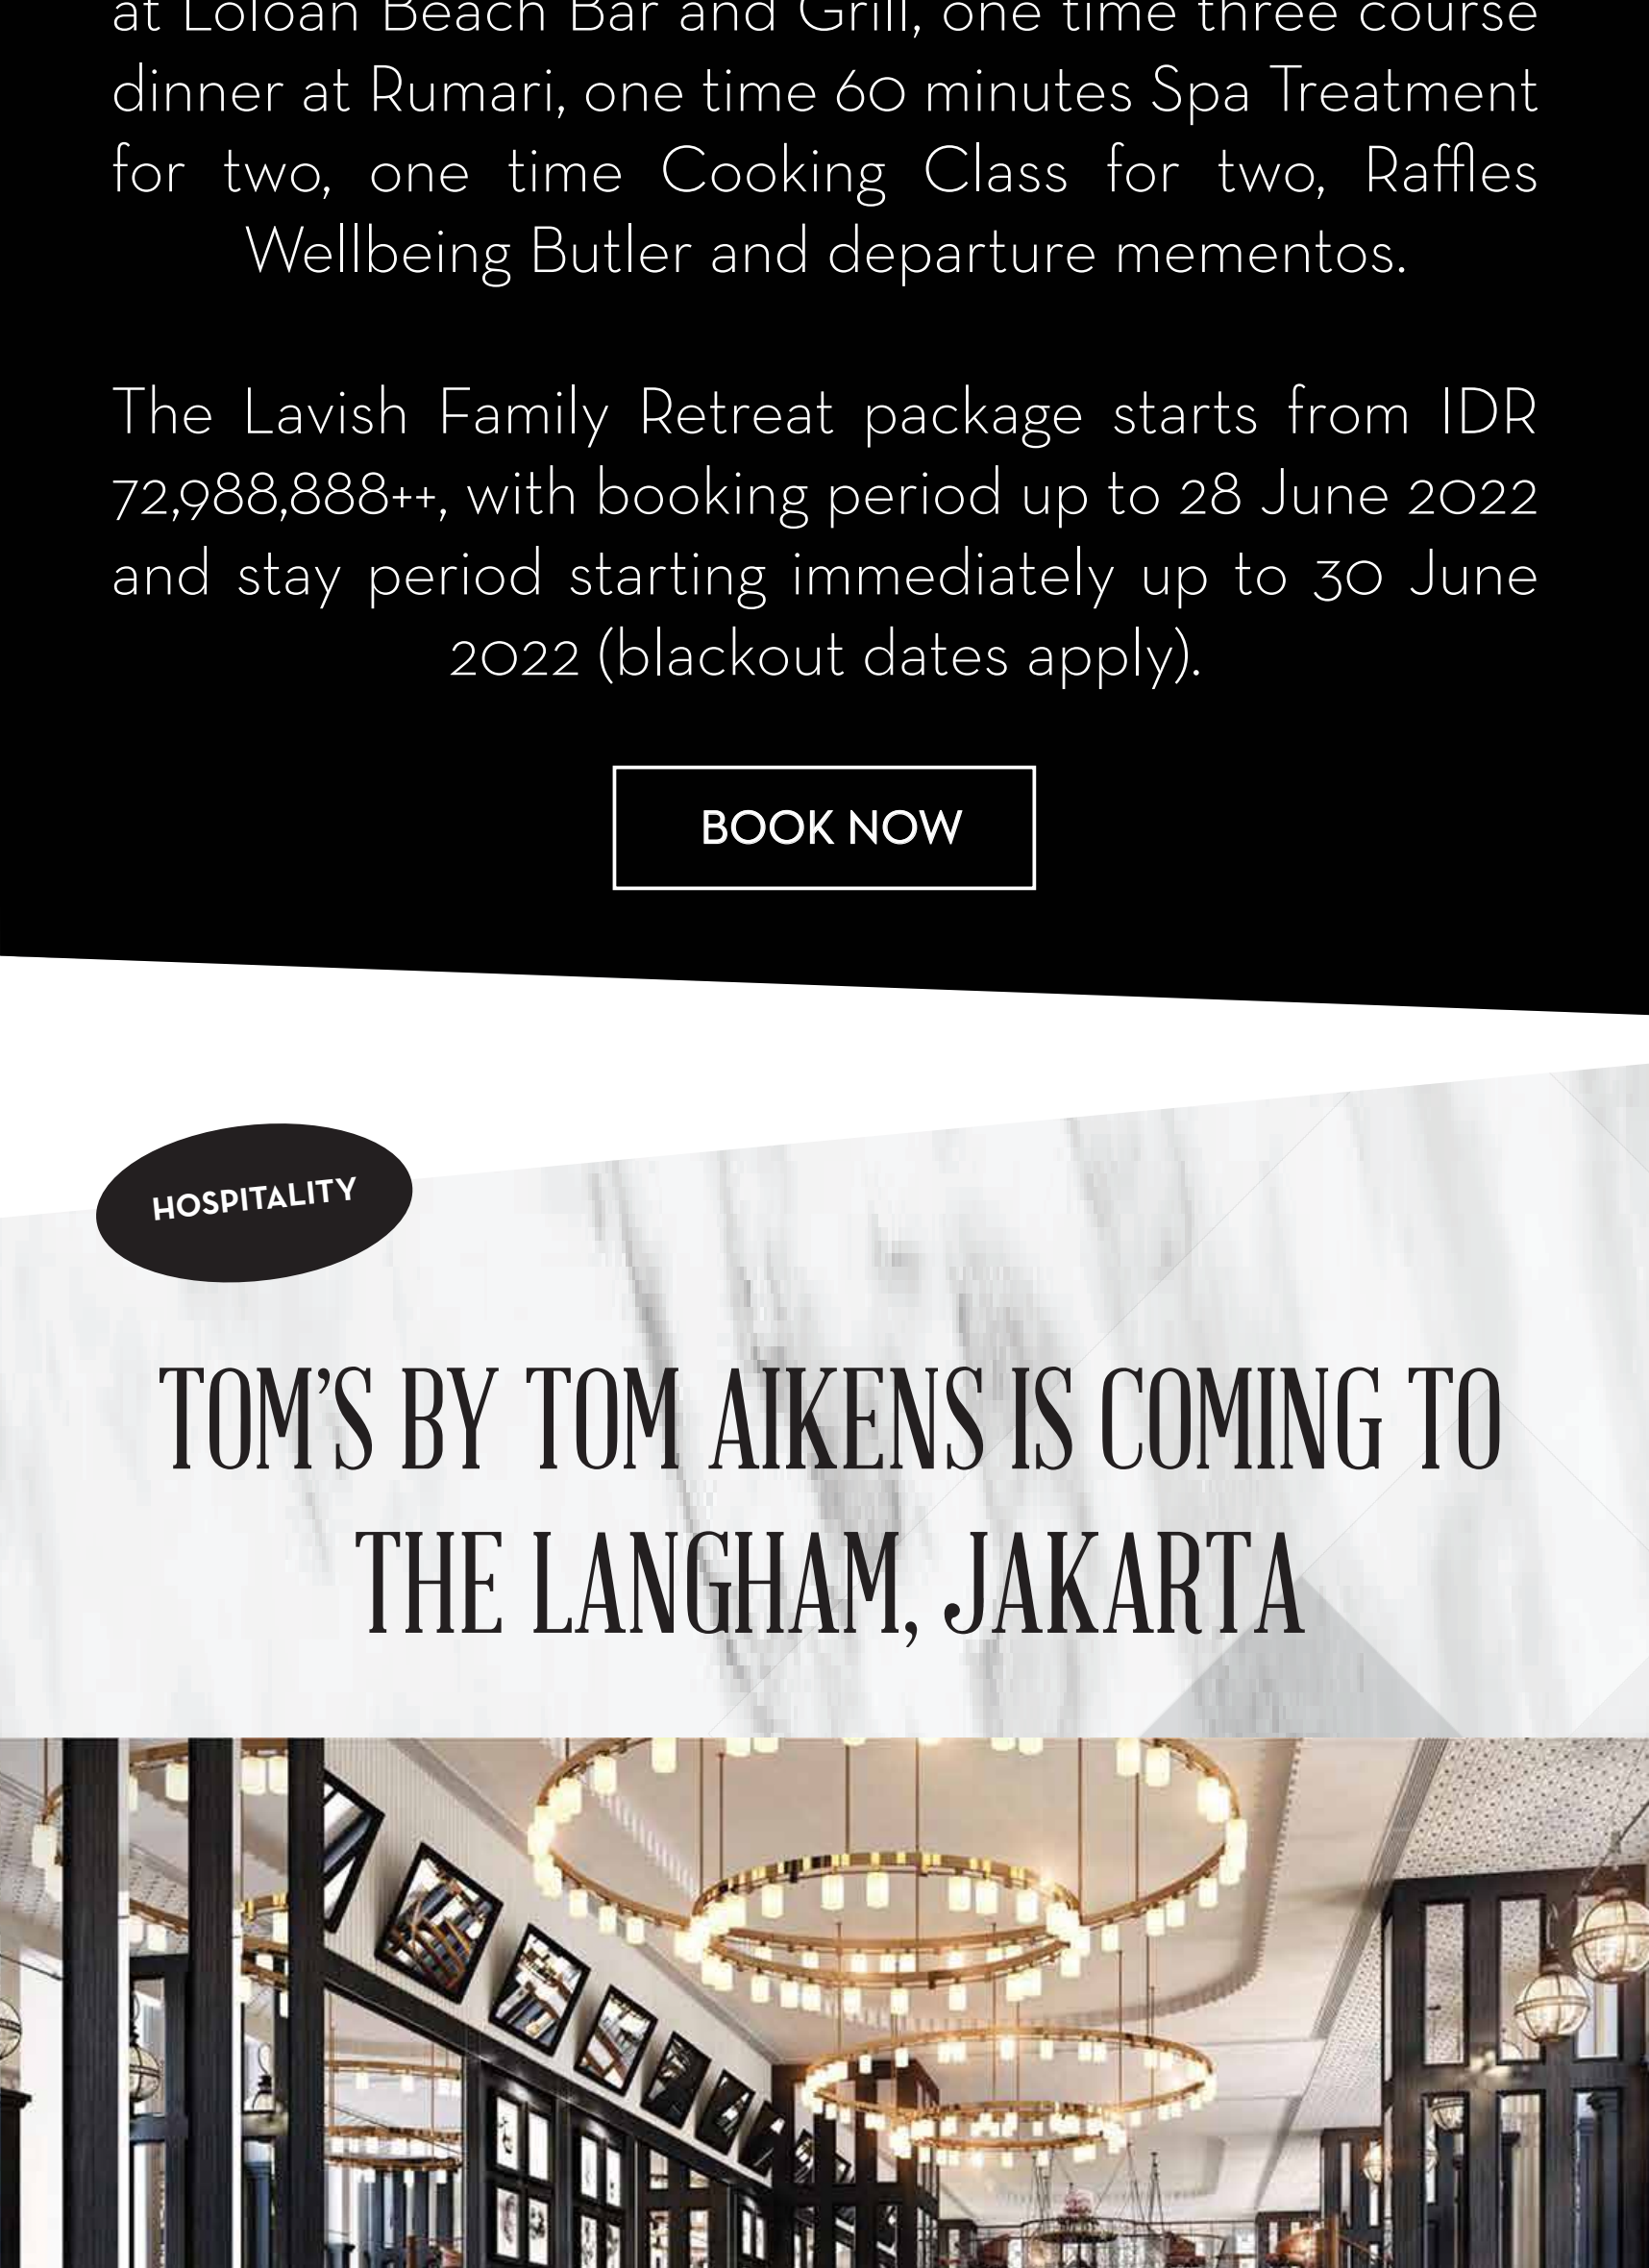 at Loloan Beach Bar and Grill, one time three course
dinner at Rumari, one time 60 minutes Spa Treatment
for two, one time Cooking Class for two, Raffles
Wellbeing Butler and departure mementos.
The Lavish Family Retreat package starts from IDR
72,988,888++, with booking period up to 28 June 2022
and stay period starting immediately up to 30 June
2022 (blackout dates apply).
BOOK NOW
HOSPITALITY
TOM’S BY TOM AIKENS IS COMING TO
THE LANGHAM, JAKARTA